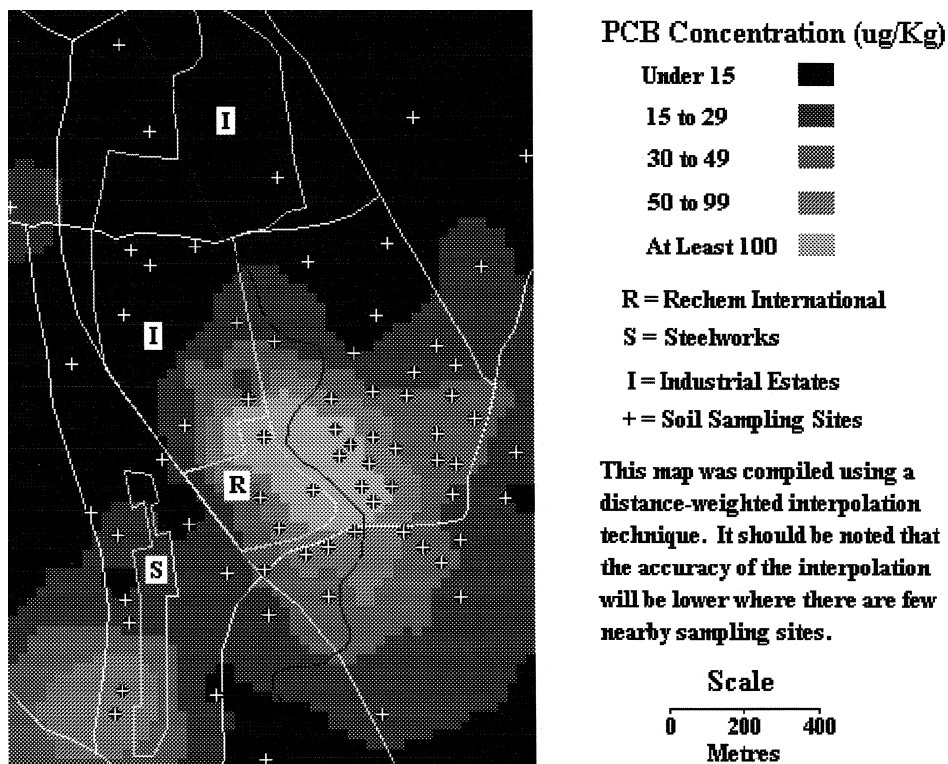 PCB Concentration (ug/Kg)
Under 15
15 to 29
30 to 49
50 to 99
At Least 100
R = Rechem International
S = Steelworks
I = Industrial Estates
+ = Soil Sampling Sites
This map was compiled using a
distance-weighted interpolation
technique. It should be noted that
the accuracy of the interpolation
will be lower where there are few
nearby sampling sites.
Scale
0 200 400
Metres
I
I
R
S